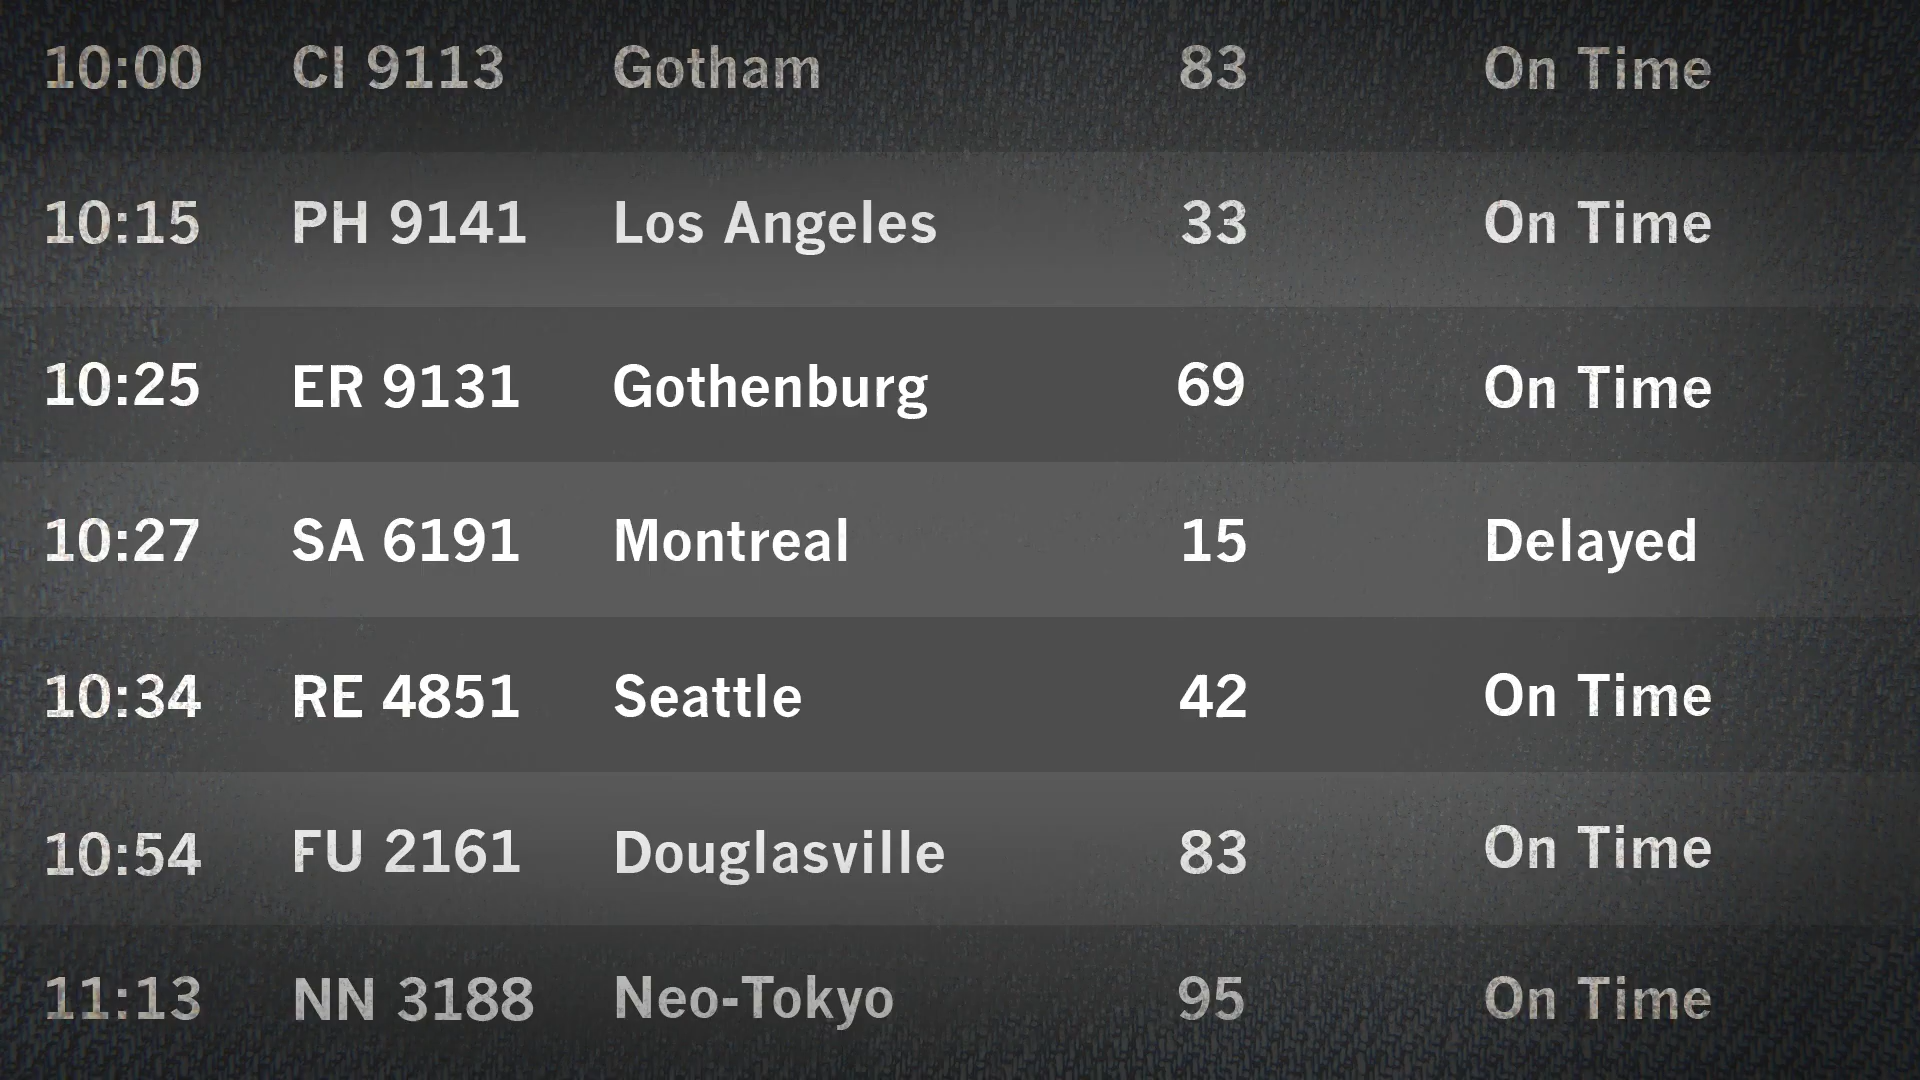 10:00 CI 9113 Gotham 83 On Time
10:15 PH 9141 Los Angeles 33 On Time
10:25 ER 9131 Gothenburg 69 On Time
10:27 SA 6191 Montreal 15 Delayed
10:34 RE 4851 Seattle 42 On Time
10:54 FU 2161 Douglasville 83 On Time
11:13 NN 3188 Neo-Tokyo 95 On Time